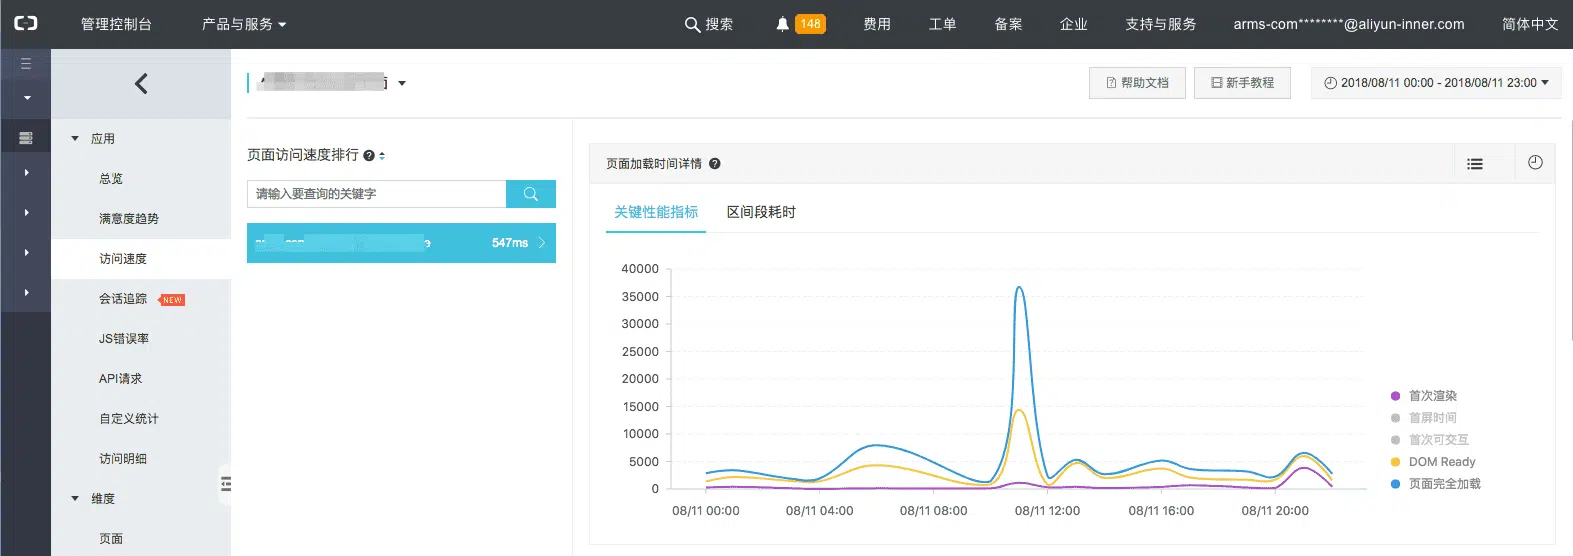 管理控制台 产品与服务 搜索 148 费用 工单 备案 企业 支持与服务 arms-com********@aliyun-inner.com 简体中文
帮助文档 新手教程 2018/08/11 00:00 - 2018/08/11 23:00
应用
总览
满意度趋势
访问速度
会话追踪 NEW
JS错误率
API请求
自定义统计
访问明细
维度
页面
页面访问速度排行
请输入要查询的关键字
547ms
页面加载时间详情
关键性能指标 区间段耗时
40000
35000
30000
25000
20000
15000
10000
5000
0
08/11 00:00 08/11 04:00 08/11 08:00 08/11 12:00 08/11 16:00 08/11 20:00
首次渲染
首屏时间
首次可交互
DOM Ready
页面完全加载